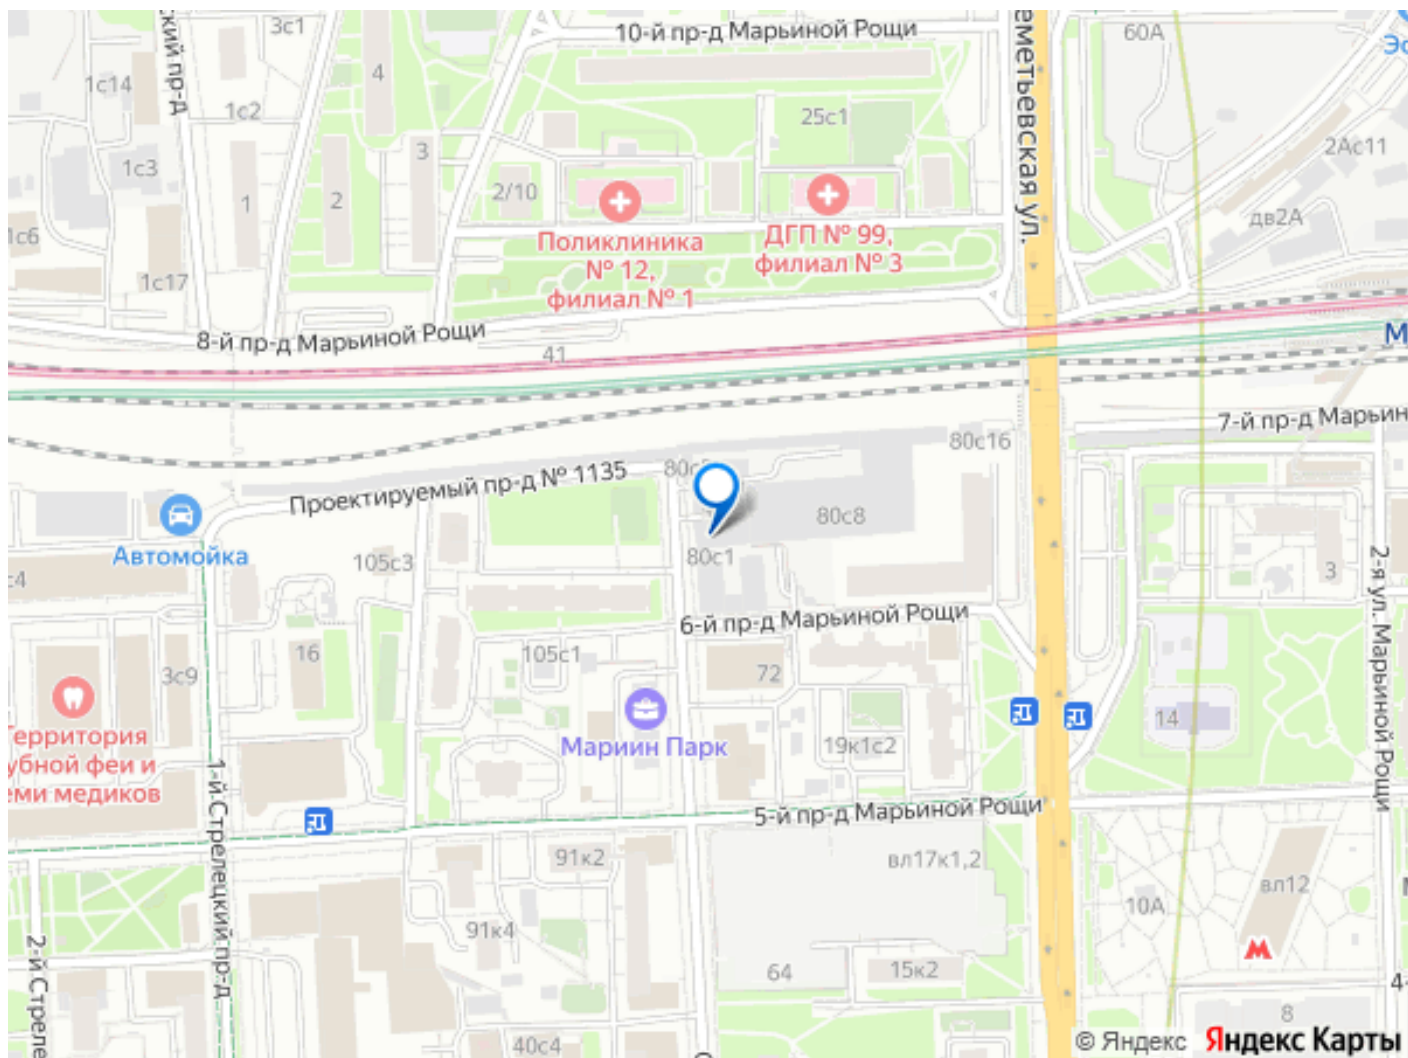 ский пр-д
3с1
10-й пр-д Марьиной Рощи
еметьевская ул.
60А
Эс
4
1с14
1с2
25с1
3
2Ас11
1с3
2/10
2
1
дв2А
1с6
Поликлиника
№ 12,
филиал № 1
ДГП № 99,
филиал № 3
1с17
8-й пр-д Марьиной Рощи
41
М
7-й пр-д Марьин
80с16
Проектируемый пр-д № 1135
80с8
Автомойка
80с1
105с3
3
с4
2-я ул. Марьиной Рощи
6-й пр-д Марьиной Рощи
16
105с1
72
3с9
14
Мариин Парк
19к1с2
ерритория
убной феи и
еми медиков
1-й Стрелецкий пр-д
5-й пр-д Марьиной Рощи
91к2
вл17к1,2
вл12
10А
91к4
2-й Стреле
64
15к2
4-
8
40с4
© Яндекс Яндекс Карты